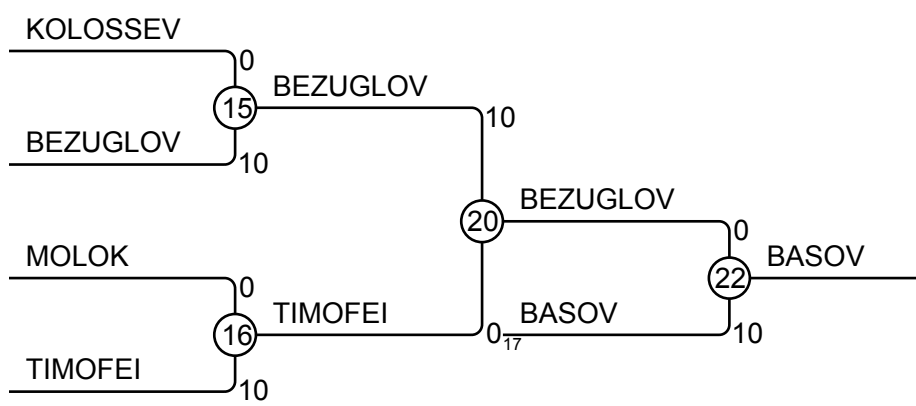 KOLOSSEV
0
15
BEZUGLOV
10
BEZUGLOV
10
20
BEZUGLOV
0
MOLOK
0
22
BASOV
16
TIMOFEI
0
17
BASOV
10
TIMOFEI
10